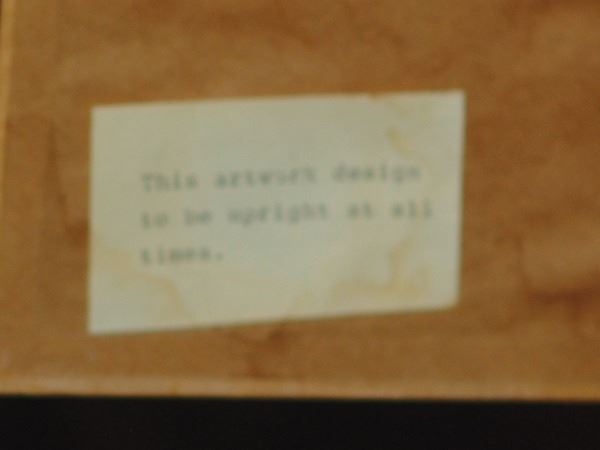 This artwork design
to be upright at all
times.